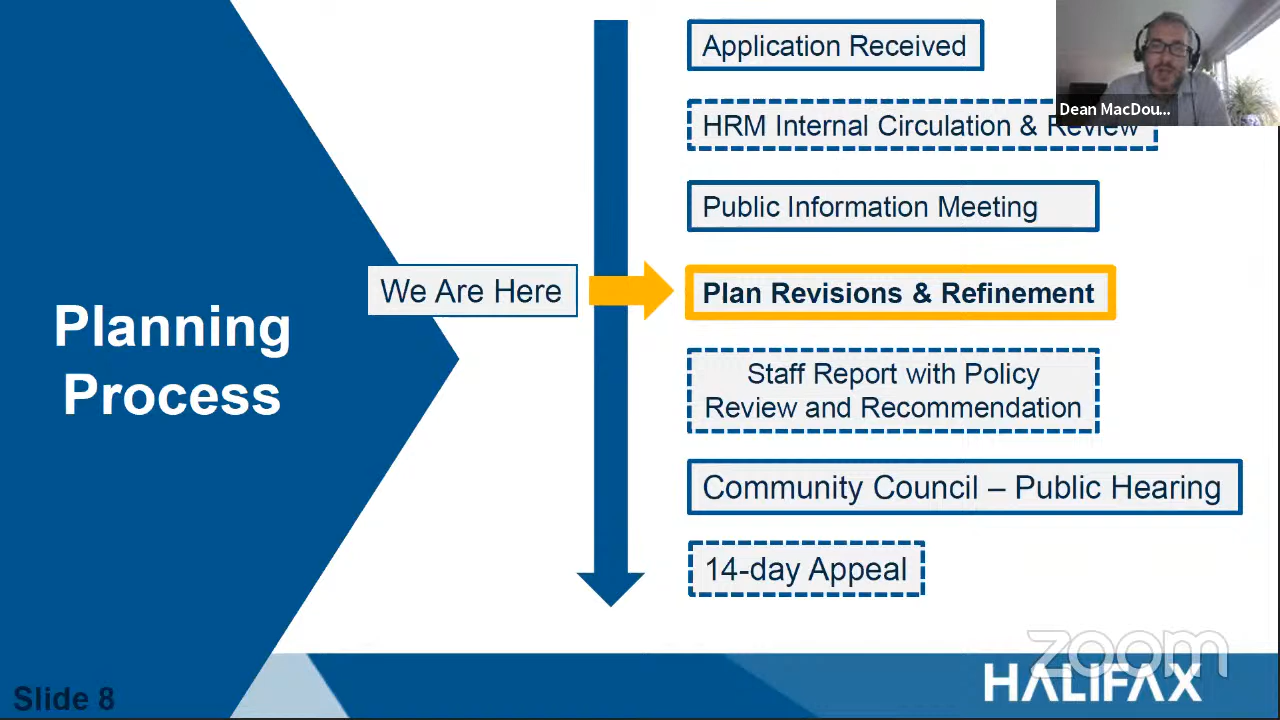 Application Received
Dean MacDou...
HRM Internal Circulation & Review
Public Information Meeting
We Are Here
Plan Revisions & Refinement
Planning
Process
Staff Report with Policy
Review and Recommendation
Community Council – Public Hearing
14-day Appeal
zoom
HALIFAX
Slide 8